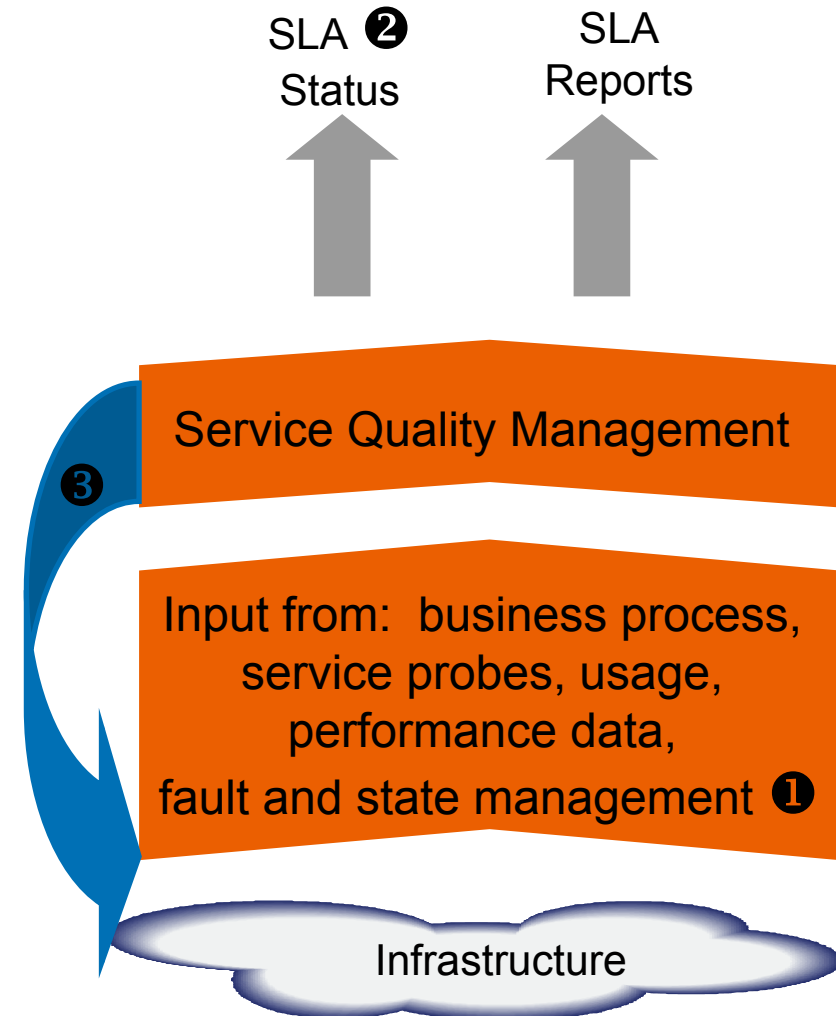 SLA ❷
Status
SLA
Reports
Service Quality Management
❸
Input from: business process,
service probes, usage,
performance data,
fault and state management ❶
Infrastructure